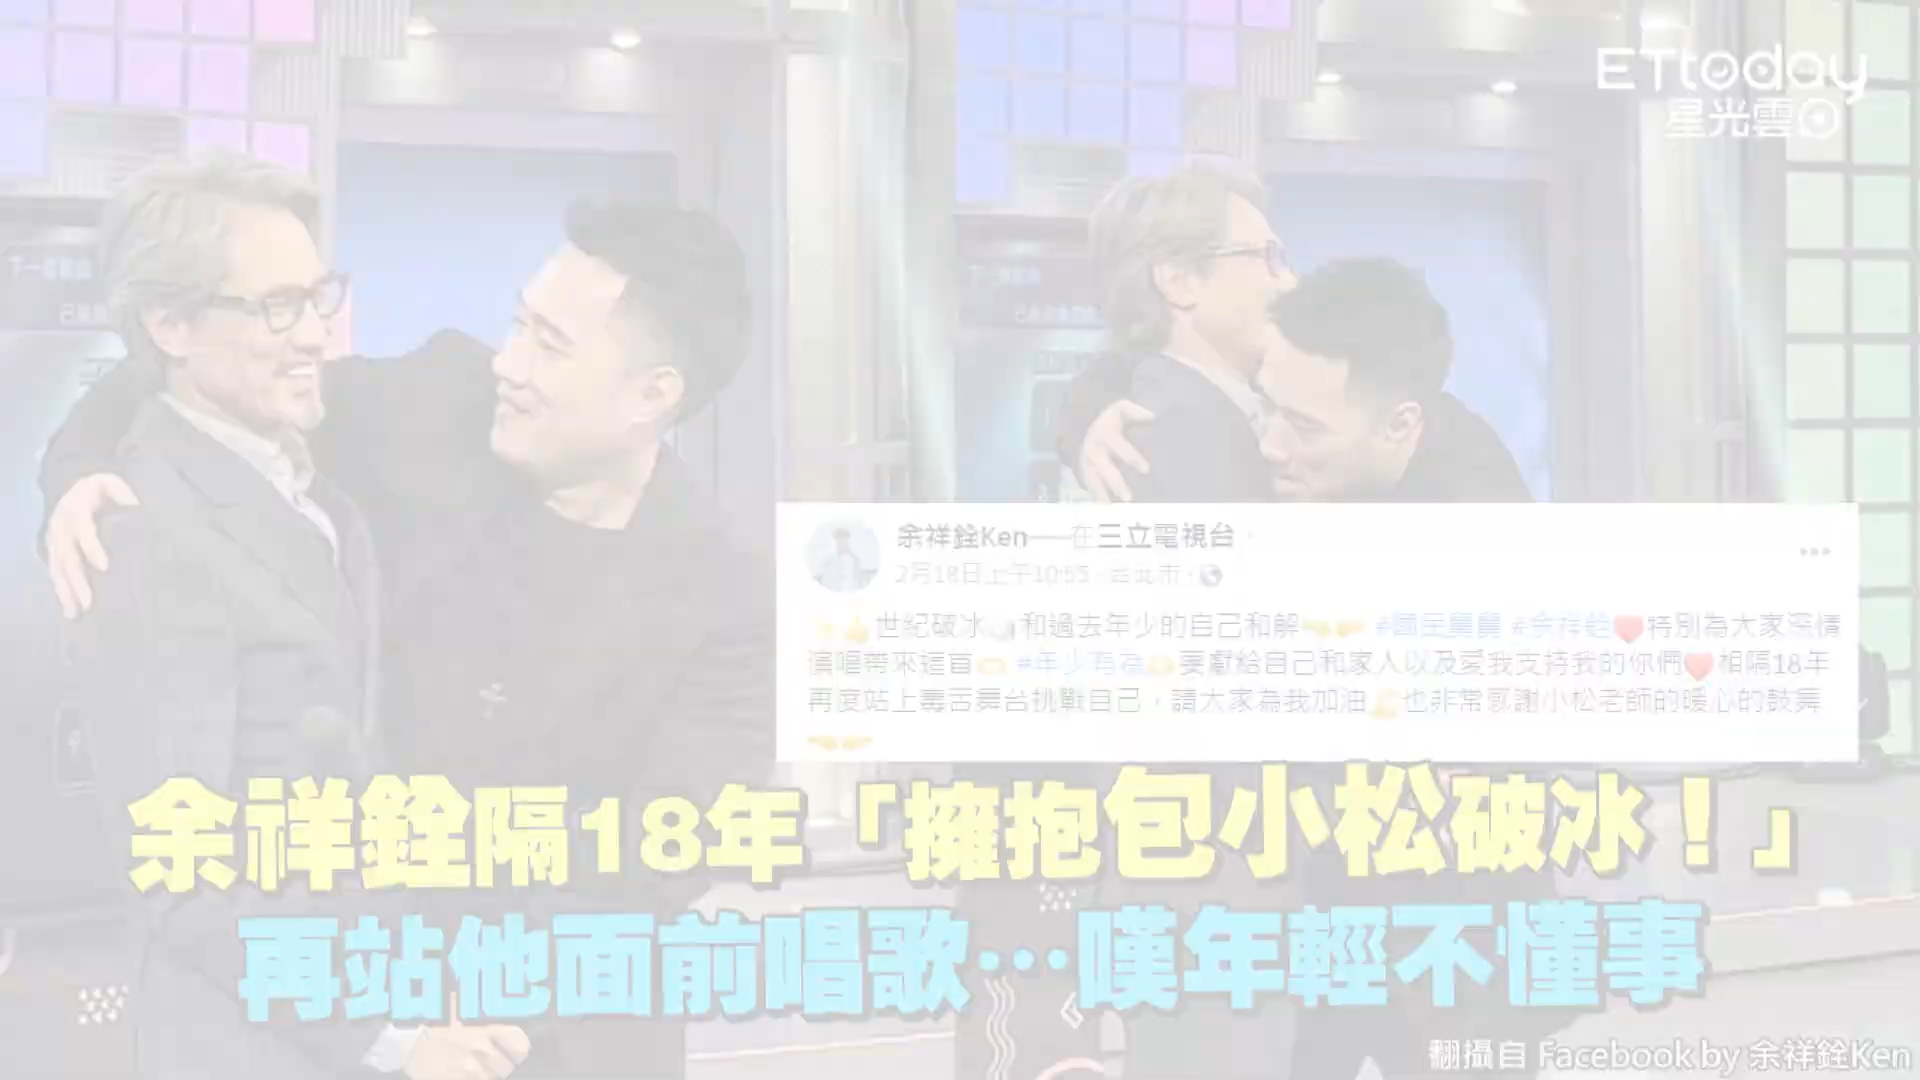 ETtoday
星光雲
下一首歌曲
余祥銓Ken——在三立電視台。
2月18日上午10:55 · 台北市 ·
世紀破冰 和過去年少的自己和解 #國民舅舅 #余祥銓 特別為大家深情
演唱帶來這首 #年少有為 要獻給自己和家人以及愛我支持我的你們 相隔18年
再度站上毒舌舞台挑戰自己，請大家為我加油 也非常感謝小松老師的暖心的鼓舞
余祥銓隔18年「擁抱包小松破冰！」
再站他面前唱歌…嘆年輕不懂事
翻攝自 Facebook by 余祥銓Ken